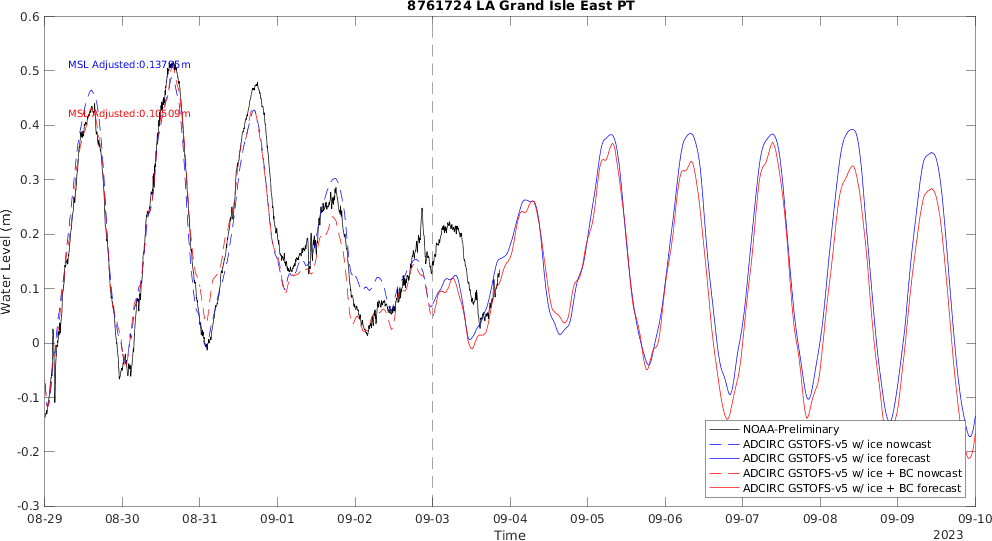 8761724 LA Grand Isle East PT
0.6
0.5
0.4
0.3
0.2
0.1
0
-0.1
-0.2
-0.3
Water Level (m)
MSL Adjusted:0.13795m
MSL Adjusted:0.10509m
NOAA-Preliminary
ADCIRC GSTOFS-v5 w/ ice nowcast
ADCIRC GSTOFS-v5 w/ ice forecast
ADCIRC GSTOFS-v5 w/ ice + BC nowcast
ADCIRC GSTOFS-v5 w/ ice + BC forecast
08-29 08-30 08-31 09-01 09-02 09-03 09-04 09-05 09-06 09-07 09-08 09-09 09-10
Time
2023